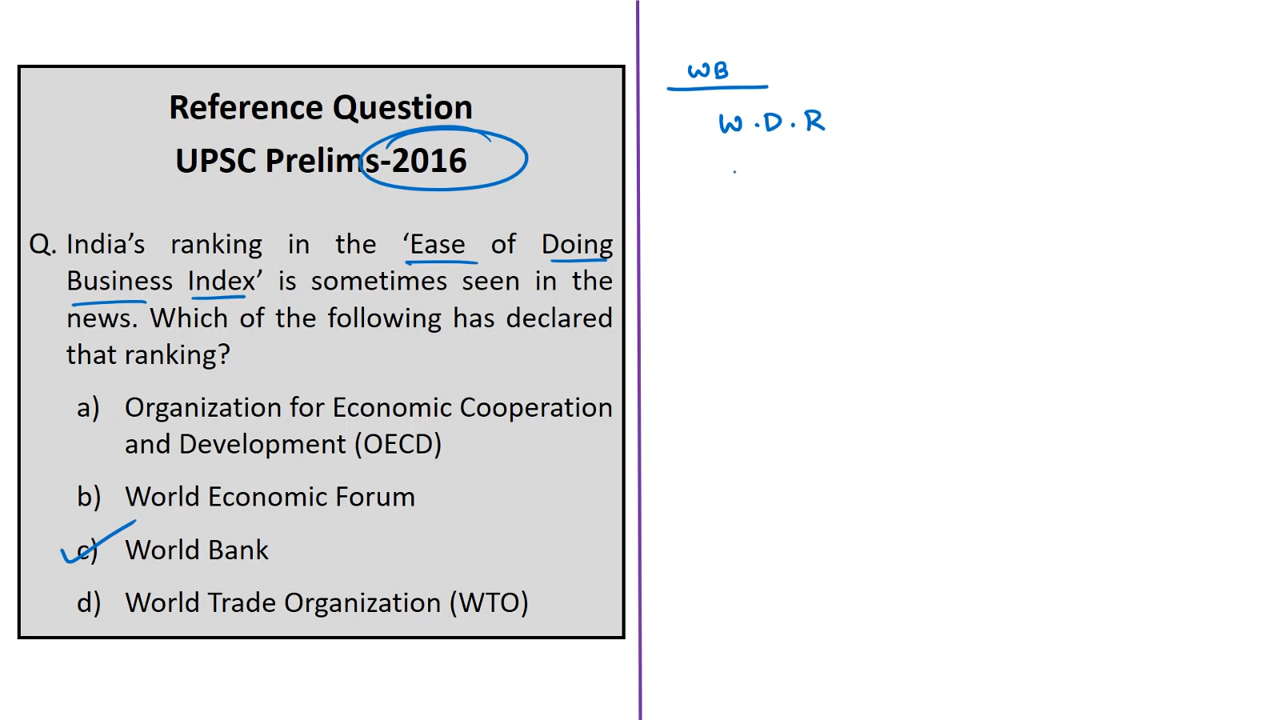 Reference Question
UPSC Prelims-2016
Q. India’s ranking in the ‘Ease of Doing
Business Index’ is sometimes seen in the
news. Which of the following has declared
that ranking?
a) Organization for Economic Cooperation
and Development (OECD)
b) World Economic Forum
c) World Bank
d) World Trade Organization (WTO)
WB
W.D.R